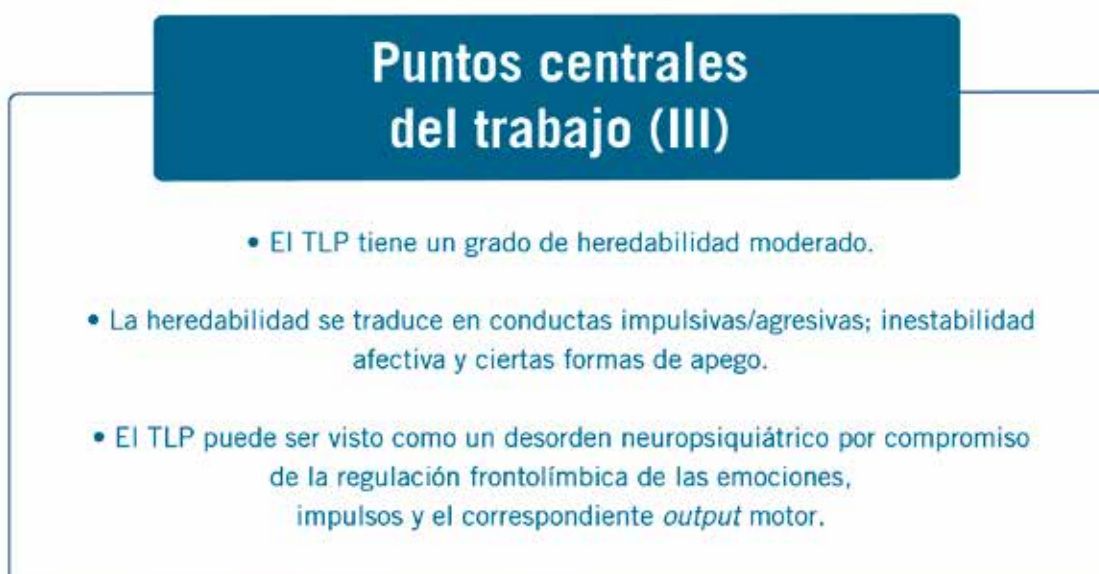 Puntos centrales
del trabajo (III)
• El TLP tiene un grado de heredabilidad moderado.
• La heredabilidad se traduce en conductas impulsivas/agresivas; inestabilidad
afectiva y ciertas formas de apego.
• El TLP puede ser visto como un desorden neuropsiquiátrico por compromiso
de la regulación frontolímbica de las emociones,
impulsos y el correspondiente output motor.